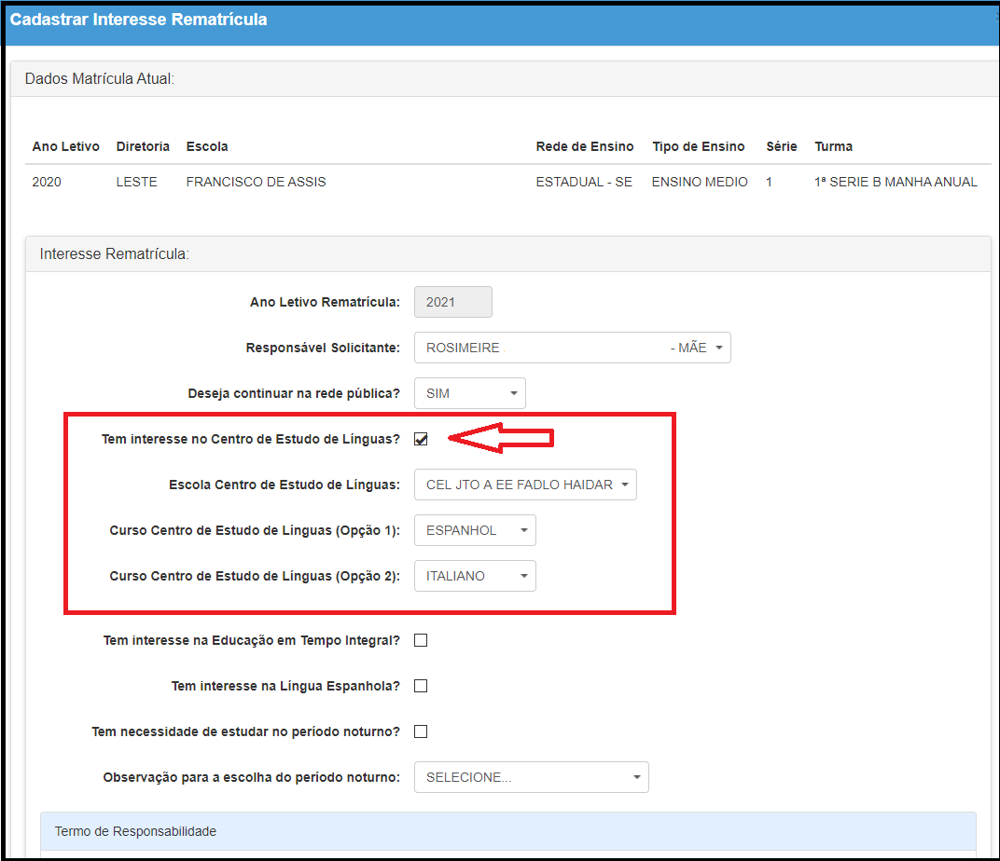 Cadastrar Interesse Rematrícula
Dados Matrícula Atual:
Ano Letivo Diretoria Escola Rede de Ensino Tipo de Ensino Série Turma
2020 LESTE FRANCISCO DE ASSIS ESTADUAL - SE ENSINO MEDIO 1 1ª SERIE B MANHA ANUAL
Interesse Rematrícula:
Ano Letivo Rematrícula: 2021
Responsável Solicitante: ROSIMEIRE - MÃE
Deseja continuar na rede pública? SIM
Tem interesse no Centro de Estudo de Línguas?
Escola Centro de Estudo de Línguas: CEL JTO A EE FADLO HAIDAR
Curso Centro de Estudo de Línguas (Opção 1): ESPANHOL
Curso Centro de Estudo de Línguas (Opção 2): ITALIANO
Tem interesse na Educação em Tempo Integral?
Tem interesse na Língua Espanhola?
Tem necessidade de estudar no período noturno?
Observação para a escolha do período noturno: SELECIONE...
Termo de Responsabilidade